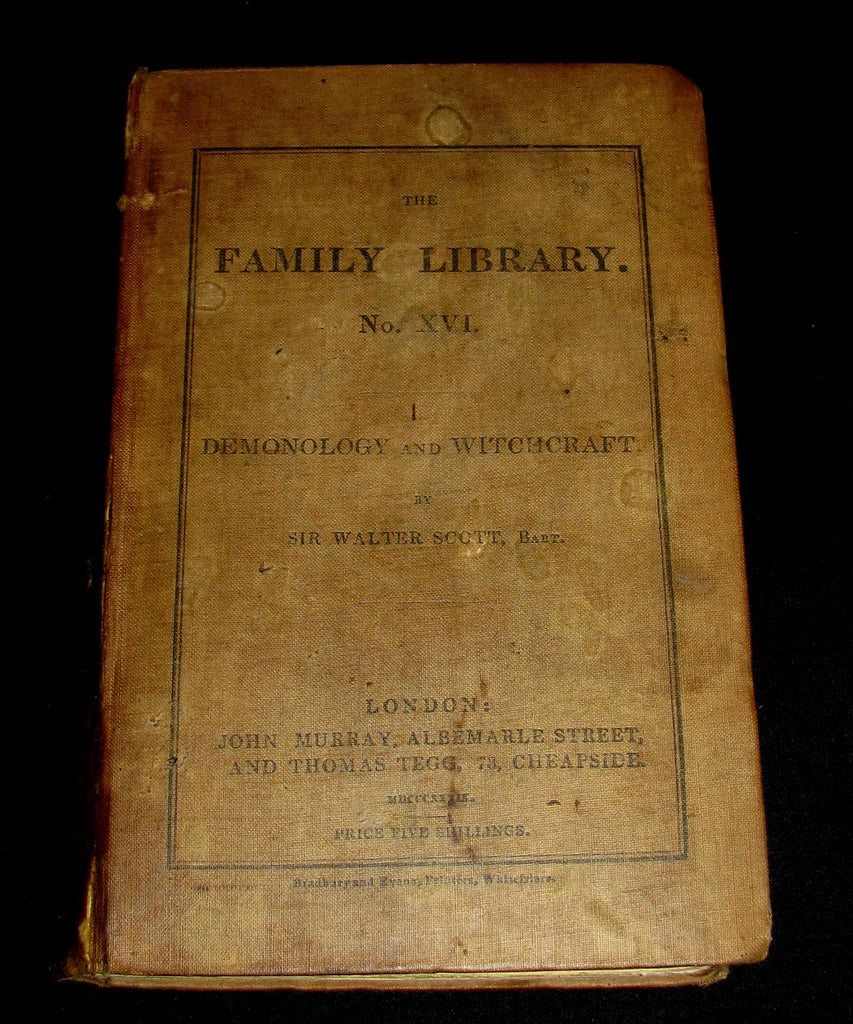 THE
FAMILY LIBRARY.
No. XVI.
DEMONOLOGY AND WITCHCRAFT.
BY
SIR WALTER SCOTT, Bart.
LONDON:
JOHN MURRAY, ALBEMARLE STREET,
AND THOMAS TEGG, 73, CHEAPSIDE.
PRICE FIVE SHILLINGS.
Bradbury and Evans, Printers, Whitefriars.